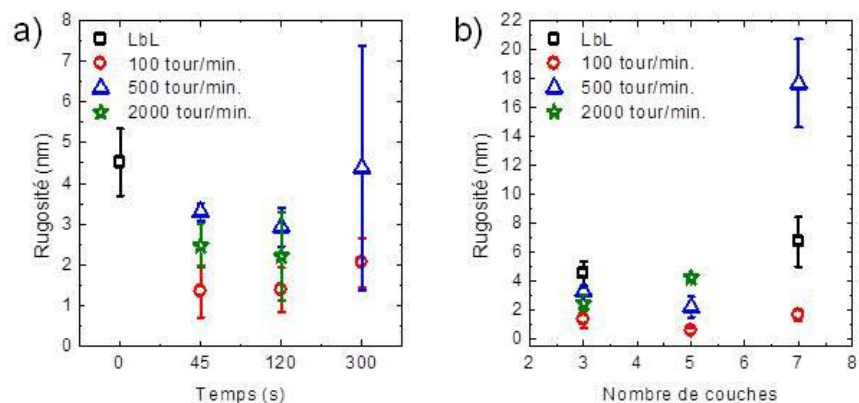 a)
LbL
100 tour/min.
500 tour/min.
2000 tour/min.
Rugosité (nm)
8
7
6
5
4
3
2
1
0
0 45 120 300
Temps (s)
b)
LbL
100 tour/min.
500 tour/min.
2000 tour/min.
Rugosité (nm)
22
20
18
16
14
12
10
8
6
4
2
0
2 3 4 5 6 7 8
Nombre de couches